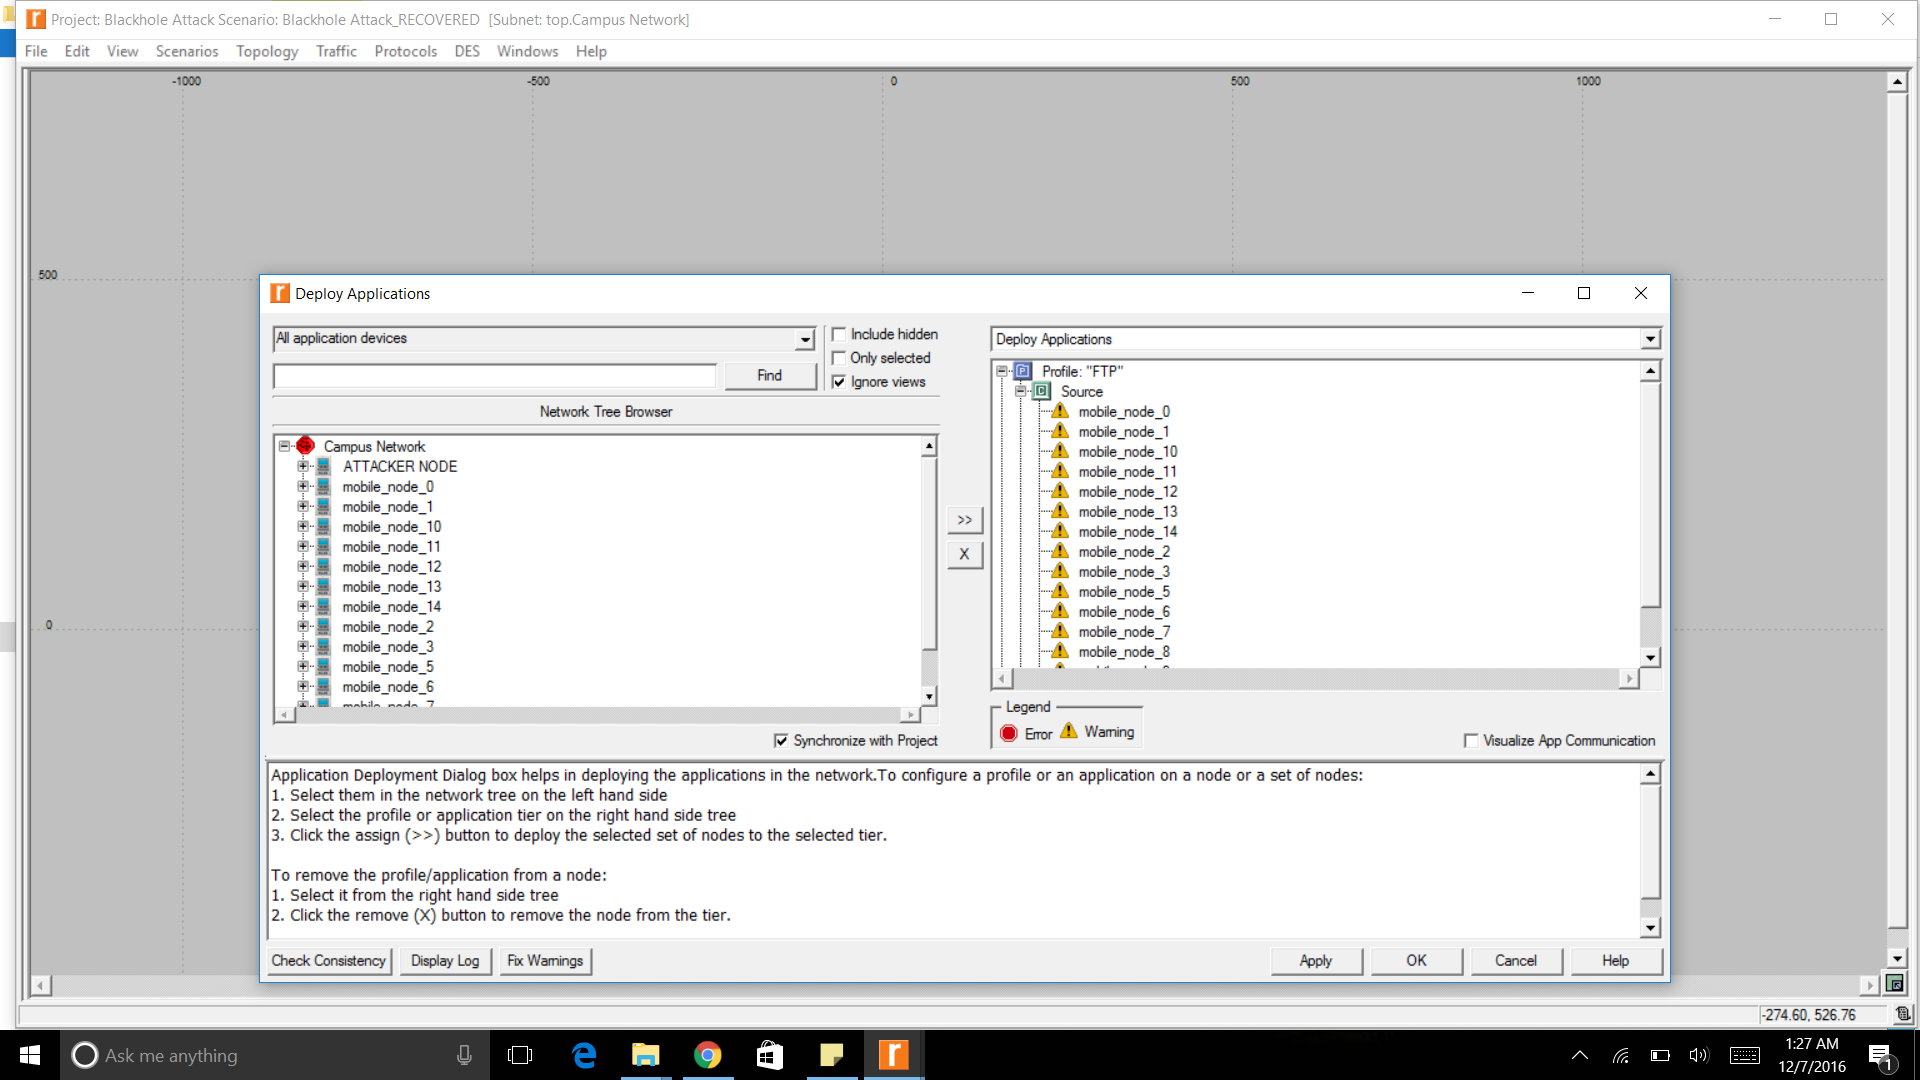 Project: Blackhole Attack Scenario: Blackhole Attack_RECOVERED [Subnet: top.Campus Network]
File Edit View Scenarios Topology Traffic Protocols DES Windows Help
-1000 -500 0 500 1000
500
0
Deploy Applications
All application devices
Find
Include hidden
Only selected
Ignore views
Network Tree Browser
Campus Network
ATTACKER NODE
mobile_node_0
mobile_node_1
mobile_node_10
mobile_node_11
mobile_node_12
mobile_node_13
mobile_node_14
mobile_node_2
mobile_node_3
mobile_node_5
mobile_node_6
mobile_node_7
Synchronize with Project
>>
X
Deploy Applications
Profile: "FTP"
Source
mobile_node_0
mobile_node_1
mobile_node_10
mobile_node_11
mobile_node_12
mobile_node_13
mobile_node_14
mobile_node_2
mobile_node_3
mobile_node_5
mobile_node_6
mobile_node_7
mobile_node_8
Legend
Error Warning
Visualize App Communication
Application Deployment Dialog box helps in deploying the applications in the network.To configure a profile or an application on a node or a set of nodes:
1. Select them in the network tree on the left hand side
2. Select the profile or application tier on the right hand side tree
3. Click the assign (>>) button to deploy the selected set of nodes to the selected tier.
To remove the profile/application from a node:
1. Select it from the right hand side tree
2. Click the remove (X) button to remove the node from the tier.
Check Consistency Display Log Fix Warnings Apply OK Cancel Help
-274.60, 526.76
Ask me anything
1:27 AM
12/7/2016
1